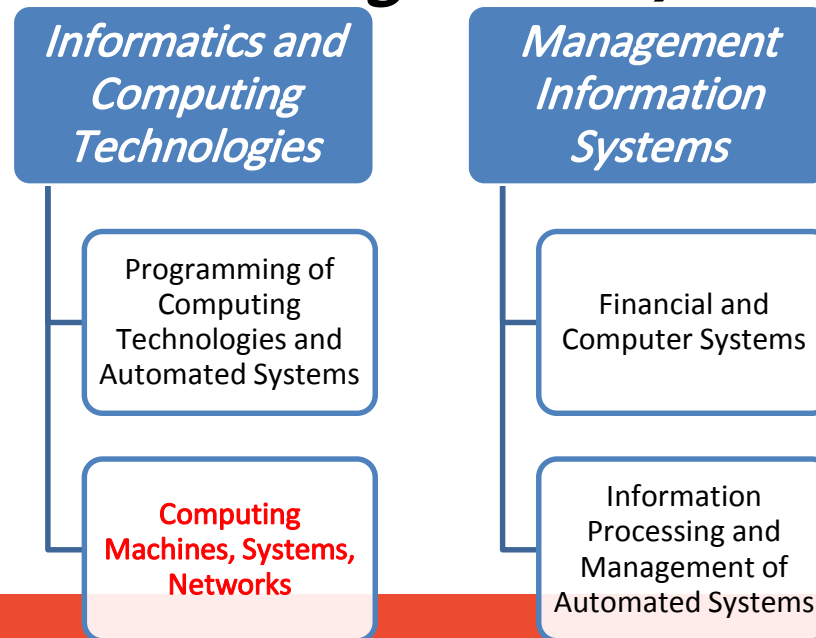 Informatics and
Computing
Technologies
Programming of
Computing
Technologies and
Automated Systems
Computing
Machines, Systems,
Networks
Management
Information
Systems
Financial and
Computer Systems
Information
Processing and
Management of
Automated Systems